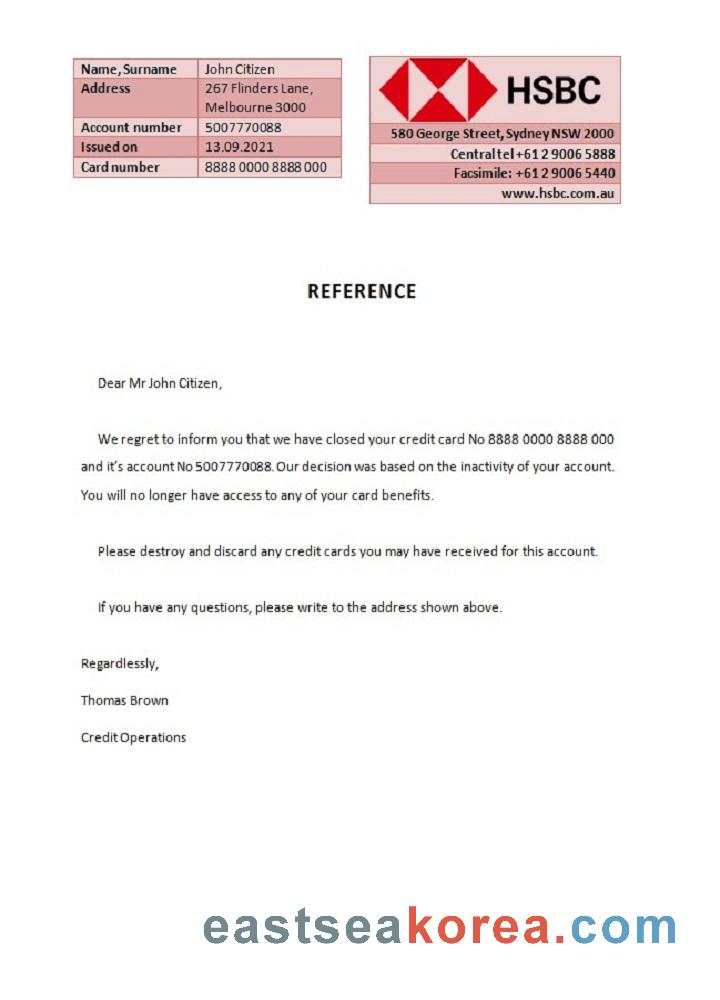 Name, Surname John Citizen
Address 267 Flinders Lane,
Melbourne 3000
Account number 5007770088
Issued on 13.09.2021
Card number 8888 0000 8888 000
HSBC
580 George Street, Sydney NSW 2000
Central tel +61 2 9006 5888
Facsimile: +61 2 9006 5440
www.hsbc.com.au
REFERENCE
Dear Mr John Citizen,
We regret to inform you that we have closed your credit card No 8888 0000 8888 000
and it's account No 5007770088. Our decision was based on the inactivity of your account.
You will no longer have access to any of your card benefits.
Please destroy and discard any credit cards you may have received for this account.
If you have any questions, please write to the address shown above.
Regardlessly,
Thomas Brown
Credit Operations
eastseakorea.com